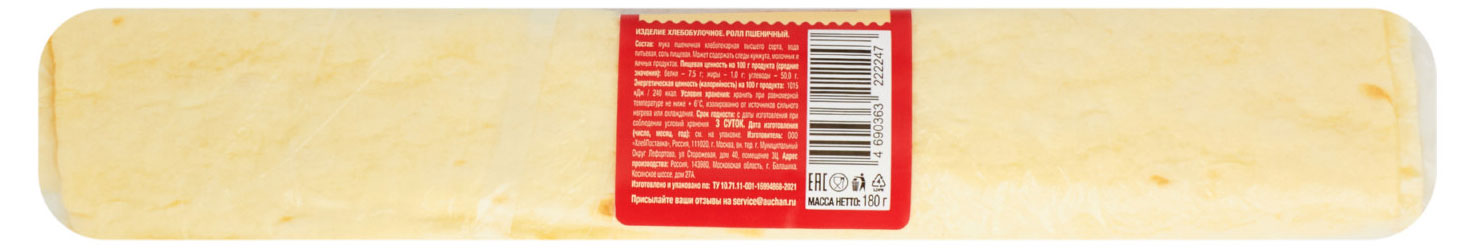 ИЗДЕЛИЕ ХЛЕБОБУЛОЧНОЕ. РОЛЛ ПШЕНИЧНЫЙ.
Состав: мука пшеничная хлебопекарная высшего сорта, вода
питьевая, соль пищевая. Может содержать следы кунжута, молочных и
яичных продуктов. Пищевая ценность на 100 г продукта (средние
значения): белки – 7,5 г; жиры – 1,0 г; углеводы – 50,0 г.
Энергетическая ценность (калорийность) на 100 г продукта: 1015
кДж / 240 ккал. Условия хранения: хранить при равномерной
температуре не ниже + 6°С, изолированно от источников сильного
нагрева или охлаждения. Срок годности: с даты изготовления при
соблюдении условий хранения 3 СУТОК. Дата изготовления
(число, месяц, год): см. на упаковке. Изготовитель: ООО
«ХлебПоставка», Россия, 111020, г. Москва, вн. тер. г. Муниципальный
Округ Лефортово, ул Сторожевая, дом 40, помещение 3Ц. Адрес
производства: Россия, 143980, Московская область, г. Балашиха,
Косинское шоссе, дом 27А.
Изготовлено и упаковано по: ТУ 10.71.11-001-16994868-2021
Присылайте ваши отзывы на service@auchan.ru
4 690363 222247
EAC
LDPE
МАССА НЕТТО: 180 г